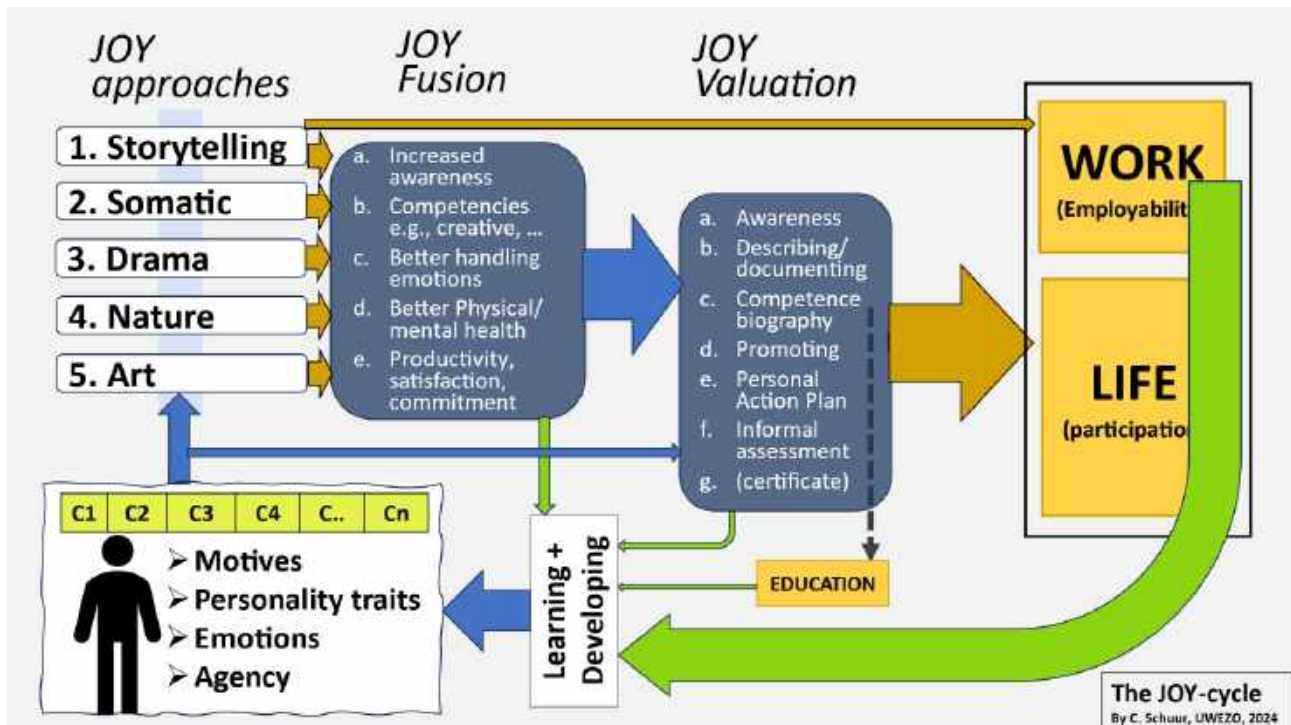 JOY
approaches
JOY
Fusion
JOY
Valuation
1. Storytelling
2. Somatic
3. Drama
4. Nature
5. Art
a. Increased
awareness
b. Competencies
e.g., creative, ...
c. Better handling
emotions
d. Better Physical/
mental health
e. Productivity,
satisfaction,
commitment
a. Awareness
b. Describing/
documenting
c. Competence
biography
d. Promoting
e. Personal
Action Plan
f. Informal
assessment
g. (certificate)
WORK
(Employabilit
LIFE
(participatio
C1 C2 C3 C4 C.. Cn
➢ Motives
➢ Personality traits
➢ Emotions
➢ Agency
Learning +
Developing
EDUCATION
The JOY-cycle
By C. Schuur, UWEZO, 2024